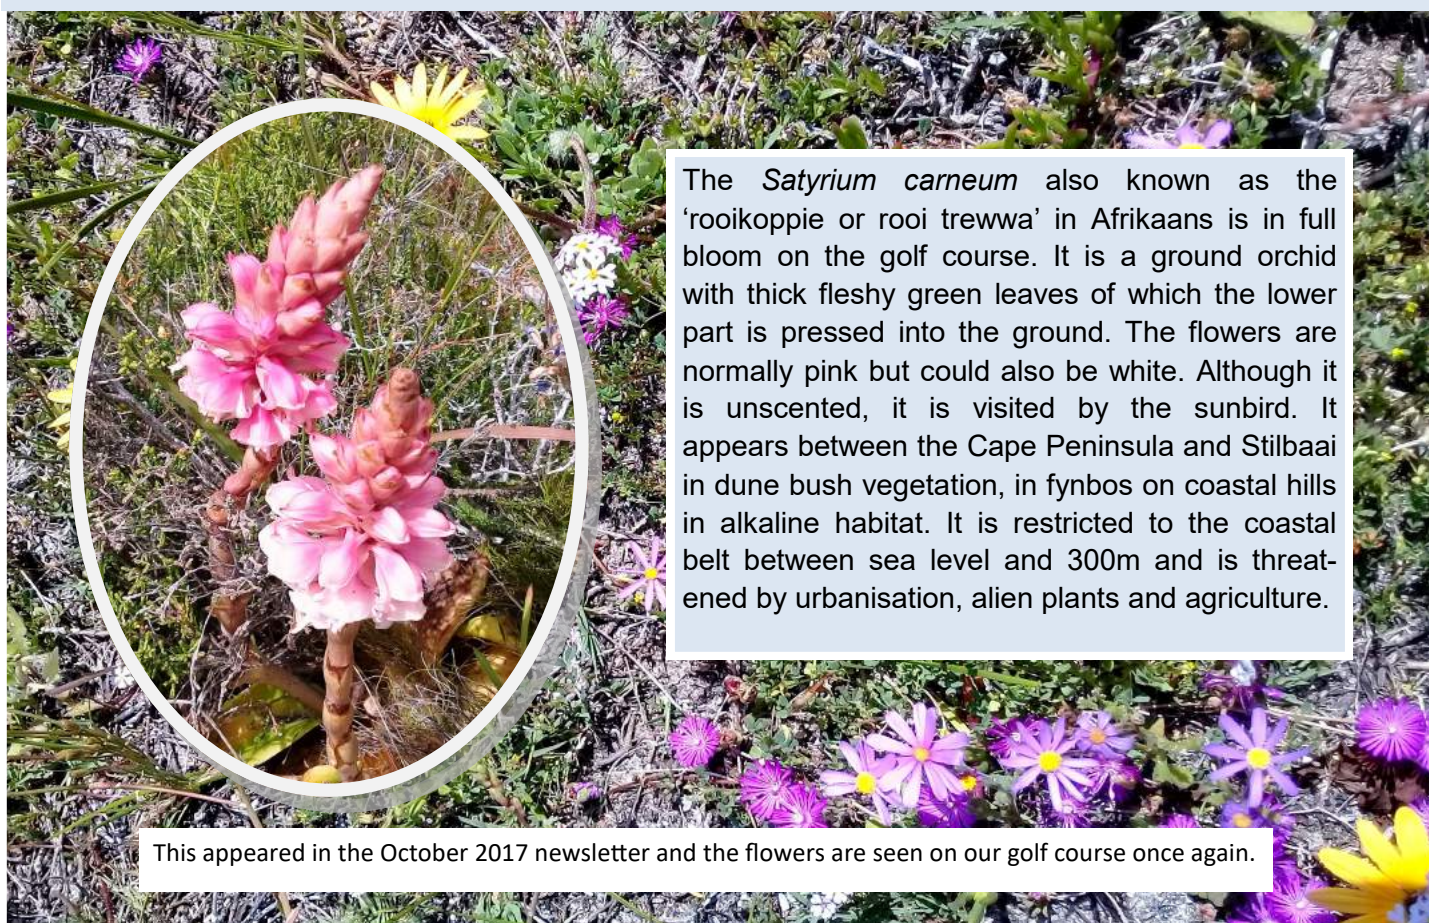 The Satyrium carneum also known as the
‘rooikoppie or rooi trewwa’ in Afrikaans is in full
bloom on the golf course. It is a ground orchid
with thick fleshy green leaves of which the lower
part is pressed into the ground. The flowers are
normally pink but could also be white. Although it
is unscented, it is visited by the sunbird. It
appears between the Cape Peninsula and Stilbaai
in dune bush vegetation, in fynbos on coastal hills
in alkaline habitat. It is restricted to the coastal
belt between sea level and 300m and is threat-
ened by urbanisation, alien plants and agriculture.
This appeared in the October 2017 newsletter and the flowers are seen on our golf course once again.